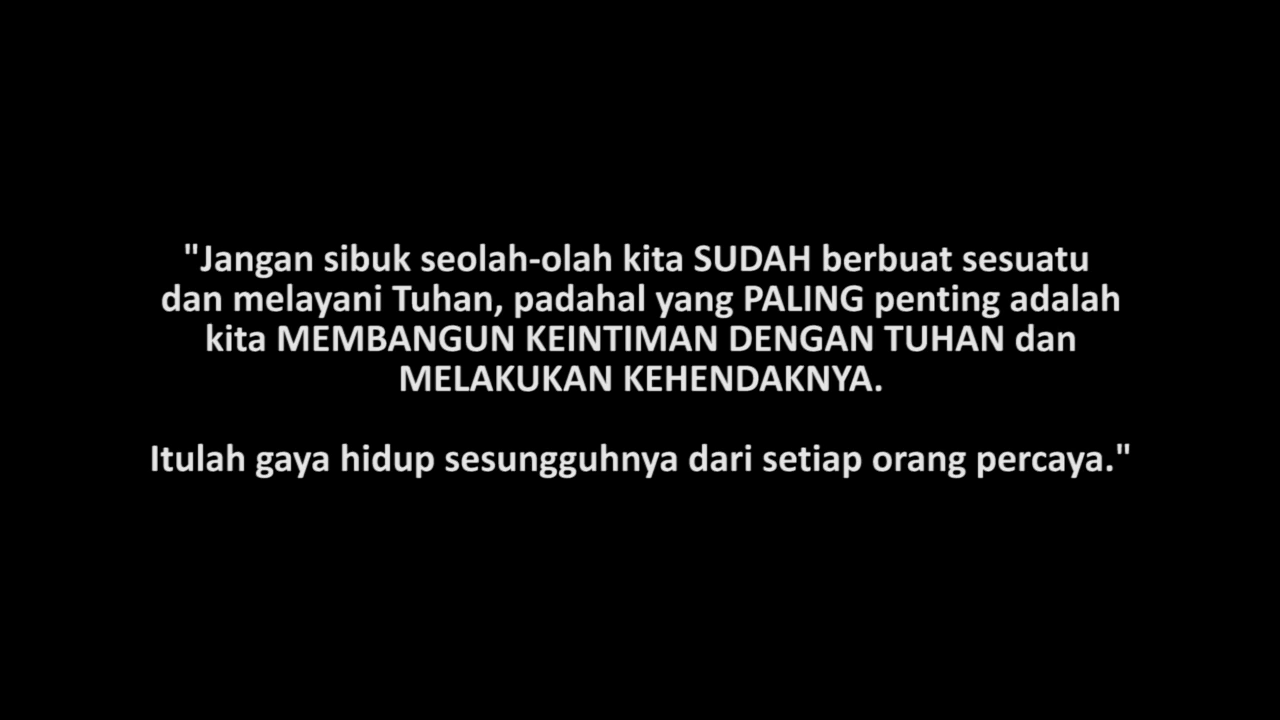 "Jangan sibuk seolah-olah kita SUDAH berbuat sesuatu
dan melayani Tuhan, padahal yang PALING penting adalah
kita MEMBANGUN KEINTIMAN DENGAN TUHAN dan
MELAKUKAN KEHENDAKNYA.
Itulah gaya hidup sesungguhnya dari setiap orang percaya."